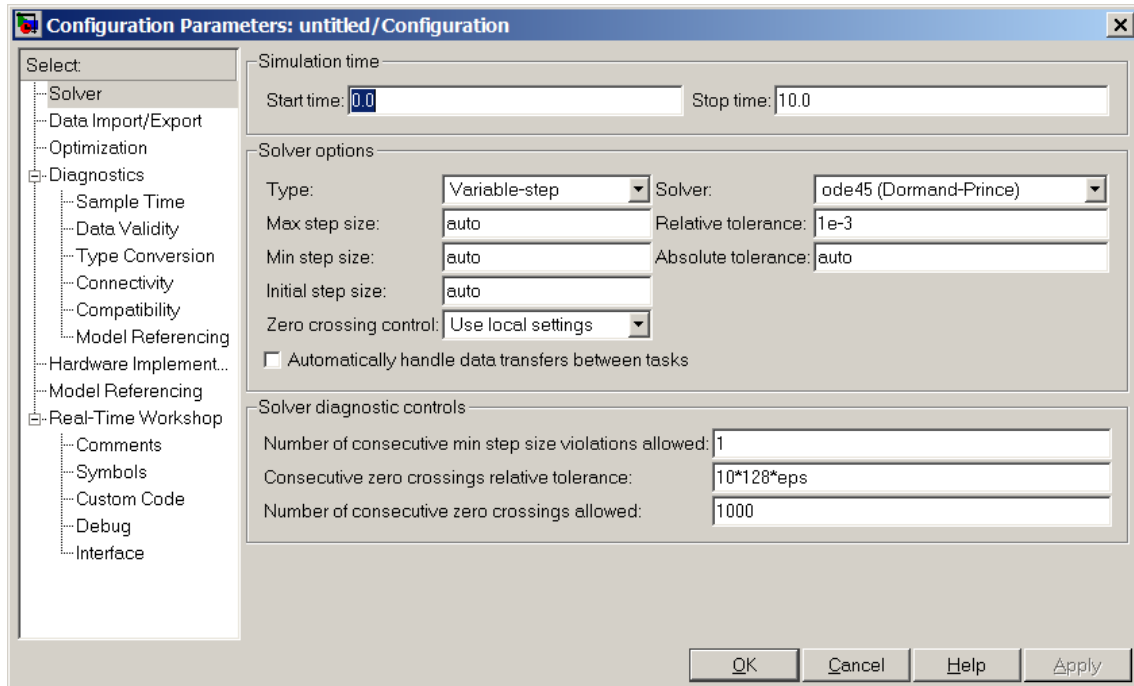 Configuration Parameters: untitled/Configuration
Select:
Solver
Data Import/Export
Optimization
Diagnostics
Sample Time
Data Validity
Type Conversion
Connectivity
Compatibility
Model Referencing
Hardware Implement...
Model Referencing
Real-Time Workshop
Comments
Symbols
Custom Code
Debug
Interface
Simulation time
Start time: 0.0 Stop time: 10.0
Solver options
Type: Variable-step Solver: ode45 (Dormand-Prince)
Max step size: auto Relative tolerance: 1e-3
Min step size: auto Absolute tolerance: auto
Initial step size: auto
Zero crossing control: Use local settings
Automatically handle data transfers between tasks
Solver diagnostic controls
Number of consecutive min step size violations allowed: 1
Consecutive zero crossings relative tolerance: 10*128*eps
Number of consecutive zero crossings allowed: 1000
OK Cancel Help Apply